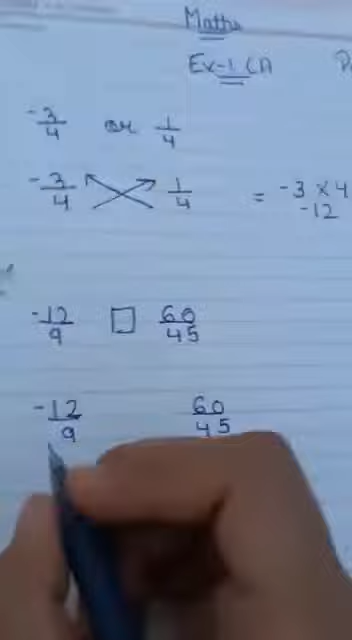 Maths
Ex-1 (A)
-3/4 or 1/4
-3/4 1/4 = -3 × 4
-12
-12/9 □ 60/45
-12/9 60/45